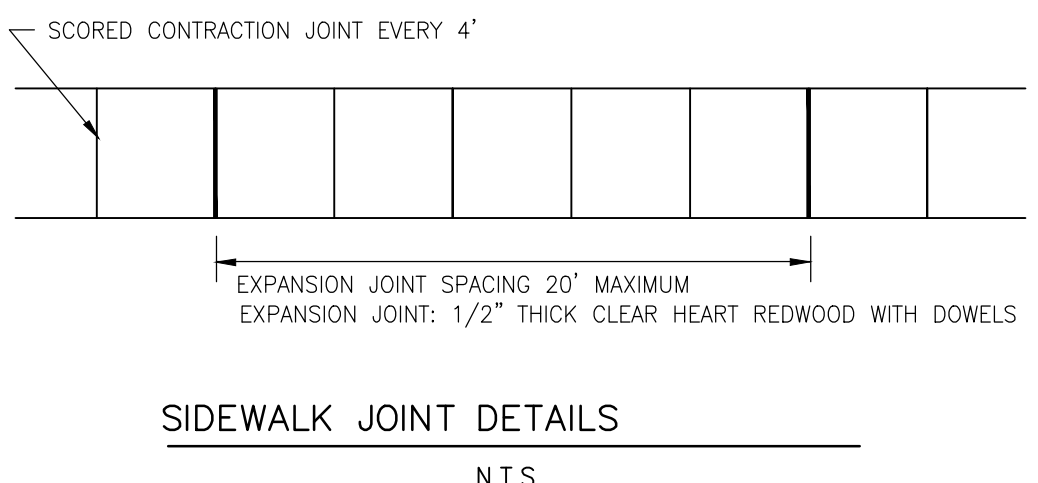 SCORED CONTRACTION JOINT EVERY 4'
EXPANSION JOINT SPACING 20' MAXIMUM
EXPANSION JOINT: 1/2" THICK CLEAR HEART REDWOOD WITH DOWELS
SIDEWALK JOINT DETAILS
N.T.S.